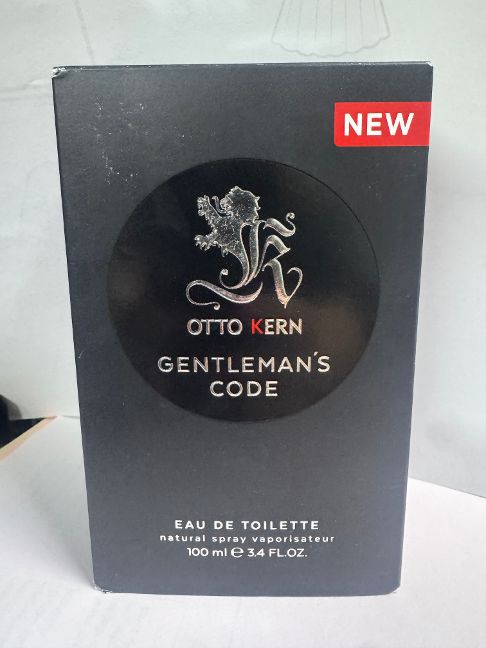 NEW
OTTO KERN
GENTLEMAN'S
CODE
EAU DE TOILETTE
natural spray vaporisateur
100 ml ℮ 3.4 FL.OZ.